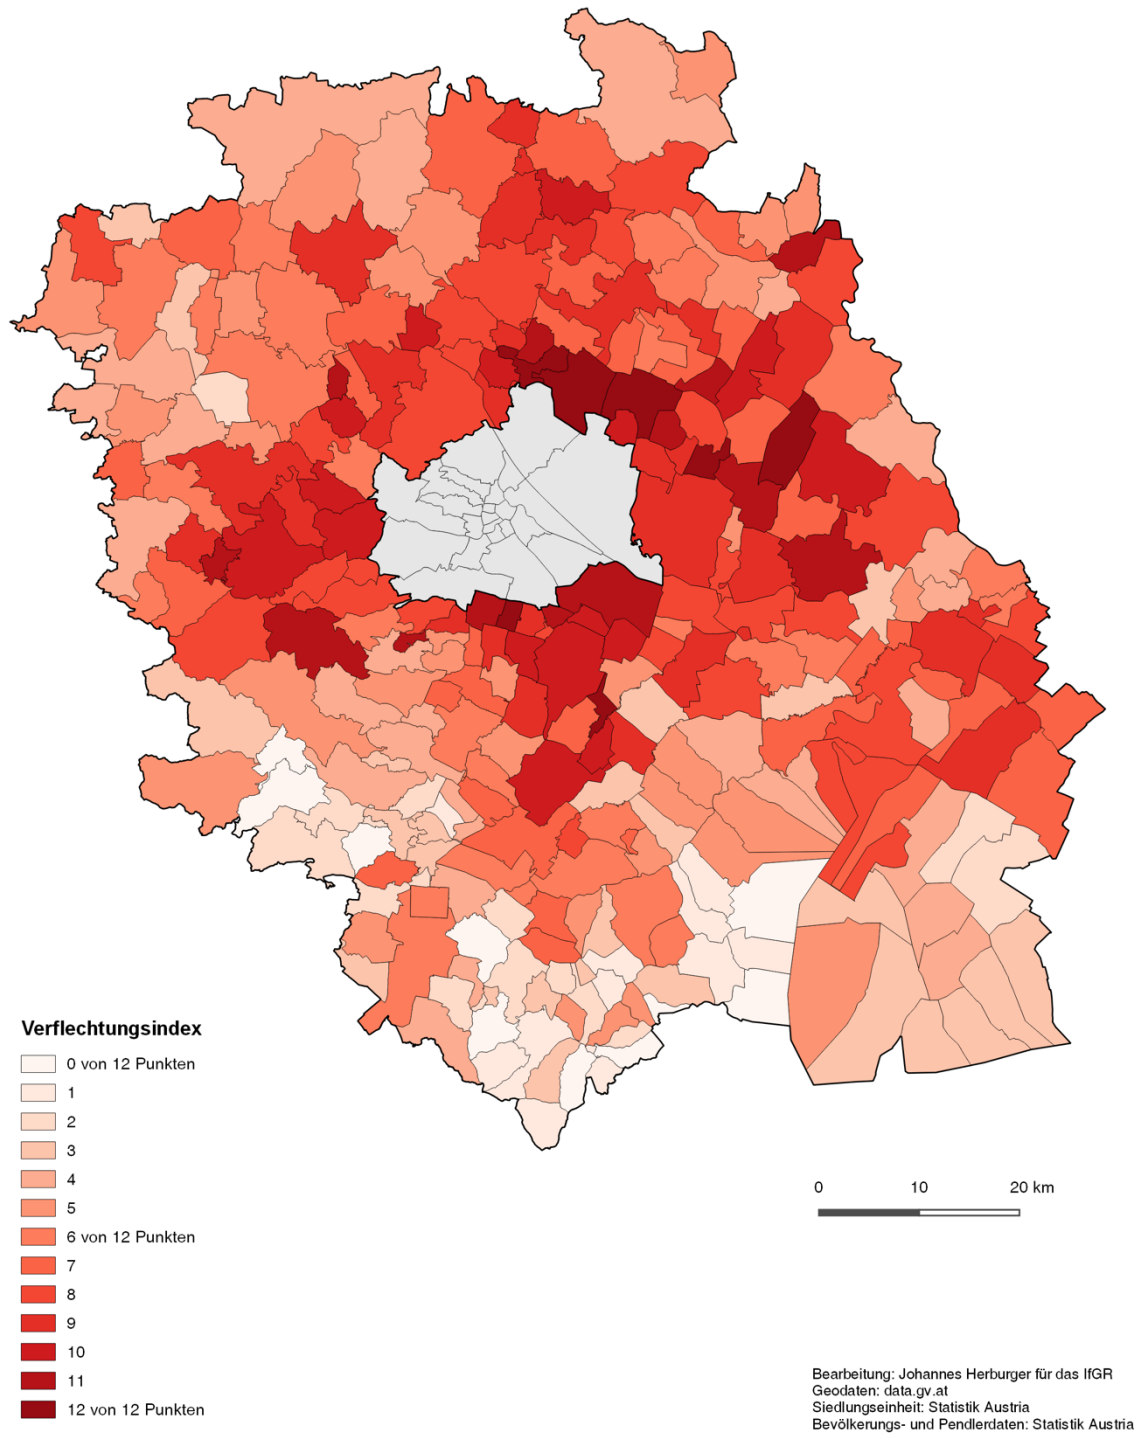 Verflechtungsindex
0 von 12 Punkten
1
2
3
4
5
6 von 12 Punkten
7
8
9
10
11
12 von 12 Punkten
0 10 20 km
Bearbeitung: Johannes Herburger für das IfGR
Geodaten: data.gv.at
Siedlungseinheit: Statistik Austria
Bevölkerungs- und Pendlerdaten: Statistik Austria